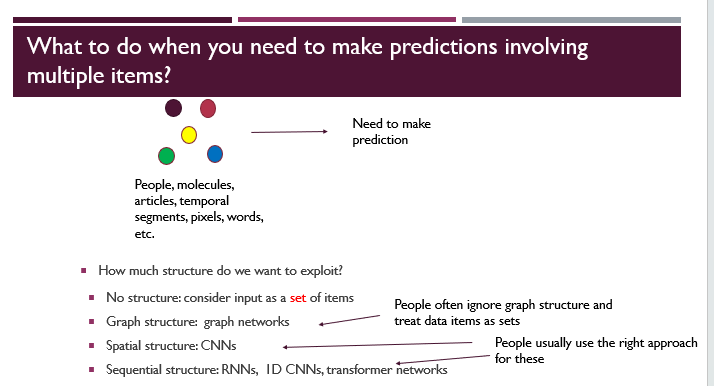 What to do when you need to make predictions involving
multiple items?
Need to make
prediction
People, molecules,
articles, temporal
segments, pixels, words,
etc.
How much structure do we want to exploit?
No structure: consider input as a set of items
Graph structure: graph networks
People often ignore graph structure and
treat data items as sets
Spatial structure: CNNs
People usually use the right approach
for these
Sequential structure: RNNs, 1D CNNs, transformer networks